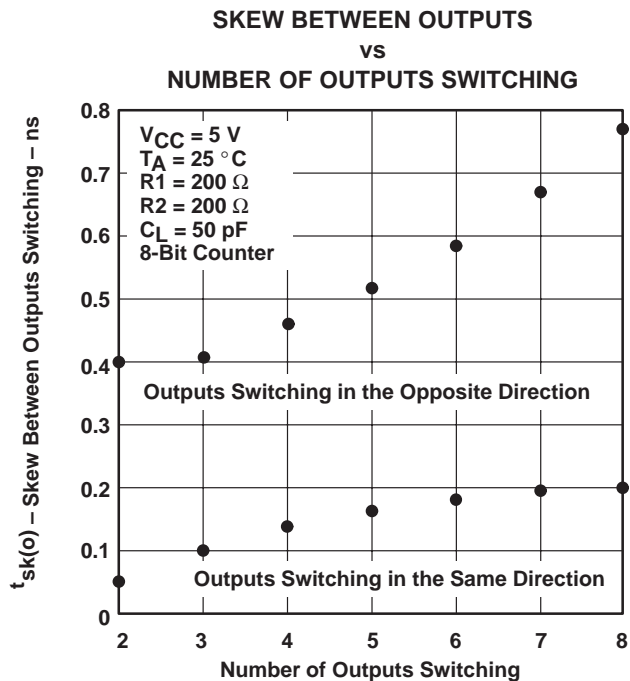 SKEW BETWEEN OUTPUTS
vs
NUMBER OF OUTPUTS SWITCHING
t sk(o) – Skew Between Outputs Switching – ns
0.8
0.7
0.6
0.5
0.4
0.3
0.2
0.1
0
VCC = 5 V
TA = 25 °C
R1 = 200 Ω
R2 = 200 Ω
CL = 50 pF
8-Bit Counter
Outputs Switching in the Opposite Direction
Outputs Switching in the Same Direction
2 3 4 5 6 7 8
Number of Outputs Switching